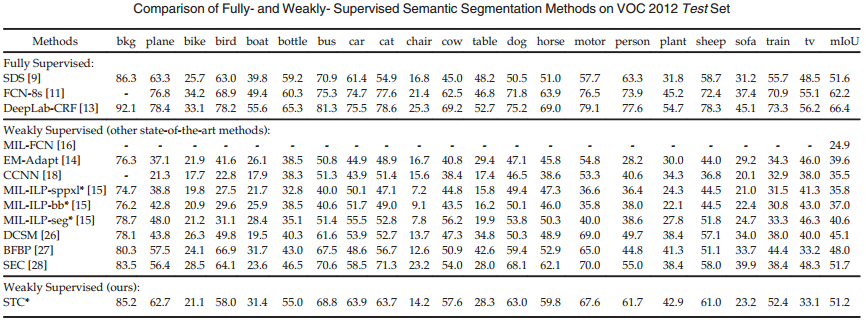 Comparison of Fully- and Weakly- Supervised Semantic Segmentation Methods on VOC 2012 Test Set
Methods bkg plane bike bird boat bottle bus car cat chair cow table dog horse motor person plant sheep sofa train tv mIoU
Fully Supervised:
SDS [9] 86.3 63.3 25.7 63.0 39.8 59.2 70.9 61.4 54.9 16.8 45.0 48.2 50.5 51.0 57.7 63.3 31.8 58.7 31.2 55.7 48.5 51.6
FCN-8s [11] - 76.8 34.2 68.9 49.4 60.3 75.3 74.7 77.6 21.4 62.5 46.8 71.8 63.9 76.5 73.9 45.2 72.4 37.4 70.9 55.1 62.2
DeepLab-CRF [13] 92.1 78.4 33.1 78.2 55.6 65.3 81.3 75.5 78.6 25.3 69.2 52.7 75.2 69.0 79.1 77.6 54.7 78.3 45.1 73.3 56.2 66.4
Weakly Supervised (other state-of-the-art methods):
MIL-FCN [16] - - - - - - - - - - - - - - - - - - - - - 24.9
EM-Adapt [14] 76.3 37.1 21.9 41.6 26.1 38.5 50.8 44.9 48.9 16.7 40.8 29.4 47.1 45.8 54.8 28.2 30.0 44.0 29.2 34.3 46.0 39.6
CCNN [18] - 21.3 17.7 22.8 17.9 38.3 51.3 43.9 51.4 15.6 38.4 17.4 46.5 38.6 53.3 40.6 34.3 36.8 20.1 32.9 38.0 35.5
MIL-ILP-sppxl* [15] 74.7 38.8 19.8 27.5 21.7 32.8 40.0 50.1 47.1 7.2 44.8 15.8 49.4 47.3 36.6 36.4 24.3 44.5 21.0 31.5 41.3 35.8
MIL-ILP-bb* [15] 76.2 42.8 20.9 29.6 25.9 38.5 40.6 51.7 49.0 9.1 43.5 16.2 50.1 46.0 35.8 38.0 22.1 44.5 22.4 30.8 43.0 37.0
MIL-ILP-seg* [15] 78.7 48.0 21.2 31.1 28.4 35.1 51.4 55.5 52.8 7.8 56.2 19.9 53.8 50.3 40.0 38.6 27.8 51.8 24.7 33.3 46.3 40.6
DCSM [26] 78.1 43.8 26.3 49.8 19.5 40.3 61.6 53.9 52.7 13.7 47.3 34.8 50.3 48.9 69.0 49.7 38.4 57.1 34.0 38.0 40.0 45.1
BFBP [27] 80.3 57.5 24.1 66.9 31.7 43.0 67.5 48.6 56.7 12.6 50.9 42.6 59.4 52.9 65.0 44.8 41.3 51.1 33.7 44.4 33.2 48.0
SEC [28] 83.5 56.4 28.5 64.1 23.6 46.5 70.6 58.5 71.3 23.2 54.0 28.0 68.1 62.1 70.0 55.0 38.4 58.0 39.9 38.4 48.3 51.7
Weakly Supervised (ours):
STC* 85.2 62.7 21.1 58.0 31.4 55.0 68.8 63.9 63.7 14.2 57.6 28.3 63.0 59.8 67.6 61.7 42.9 61.0 23.2 52.4 33.1 51.2